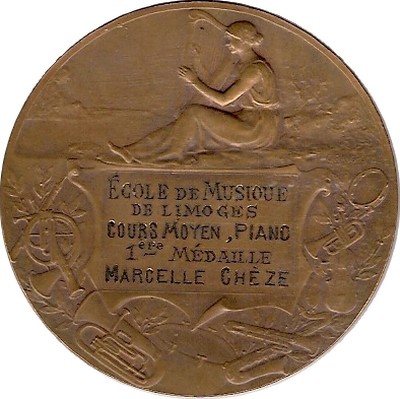 ÉCOLE DE MUSIQUE
DE LIMOGES
COURS MOYEN, PIANO
1ère MÉDAILLE
MARCELLE CHÈZE